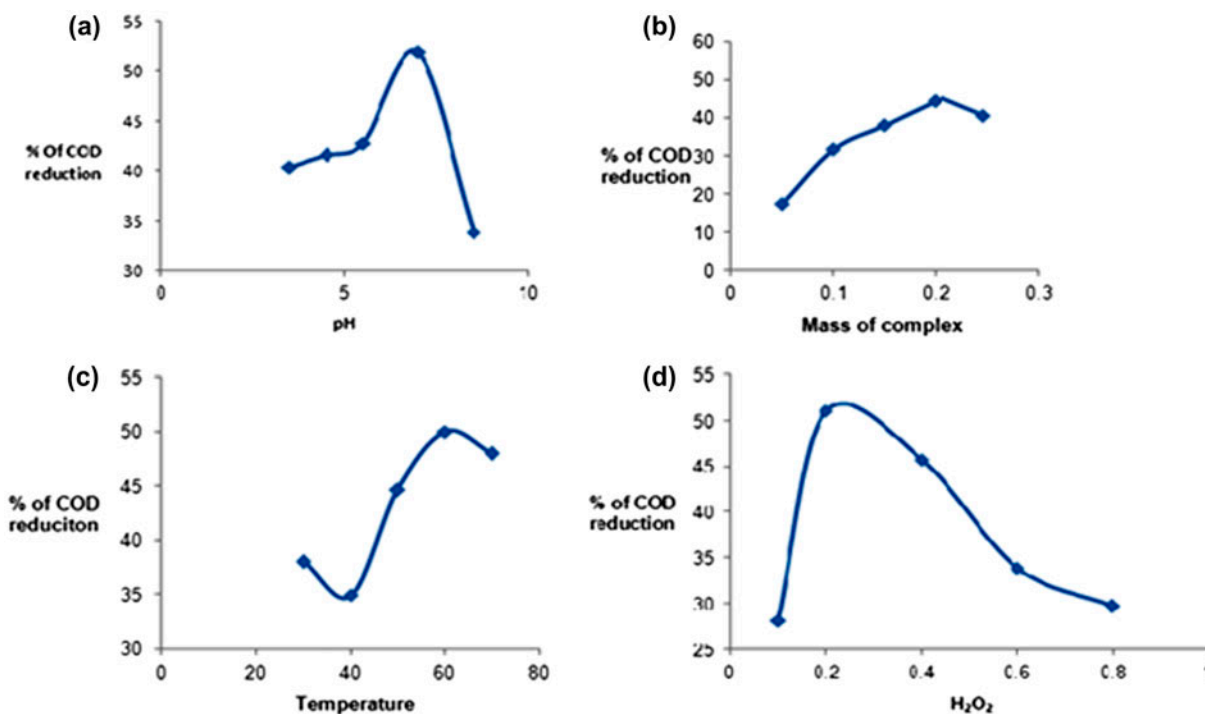 (a)
55
50
45
40
35
30
% Of COD
reduction
0
5
10
pH
(b)
60
50
40
30
20
10
0
% of COD
reduction
0
0.1
0.2
0.3
Mass of complex
(c)
55
50
45
40
35
30
% of COD
reduciton
0
20
40
60
80
Temperature
(d)
55
50
45
40
35
30
25
% of COD
reduction
0
0.2
0.4
0.6
0.8
H₂O₂